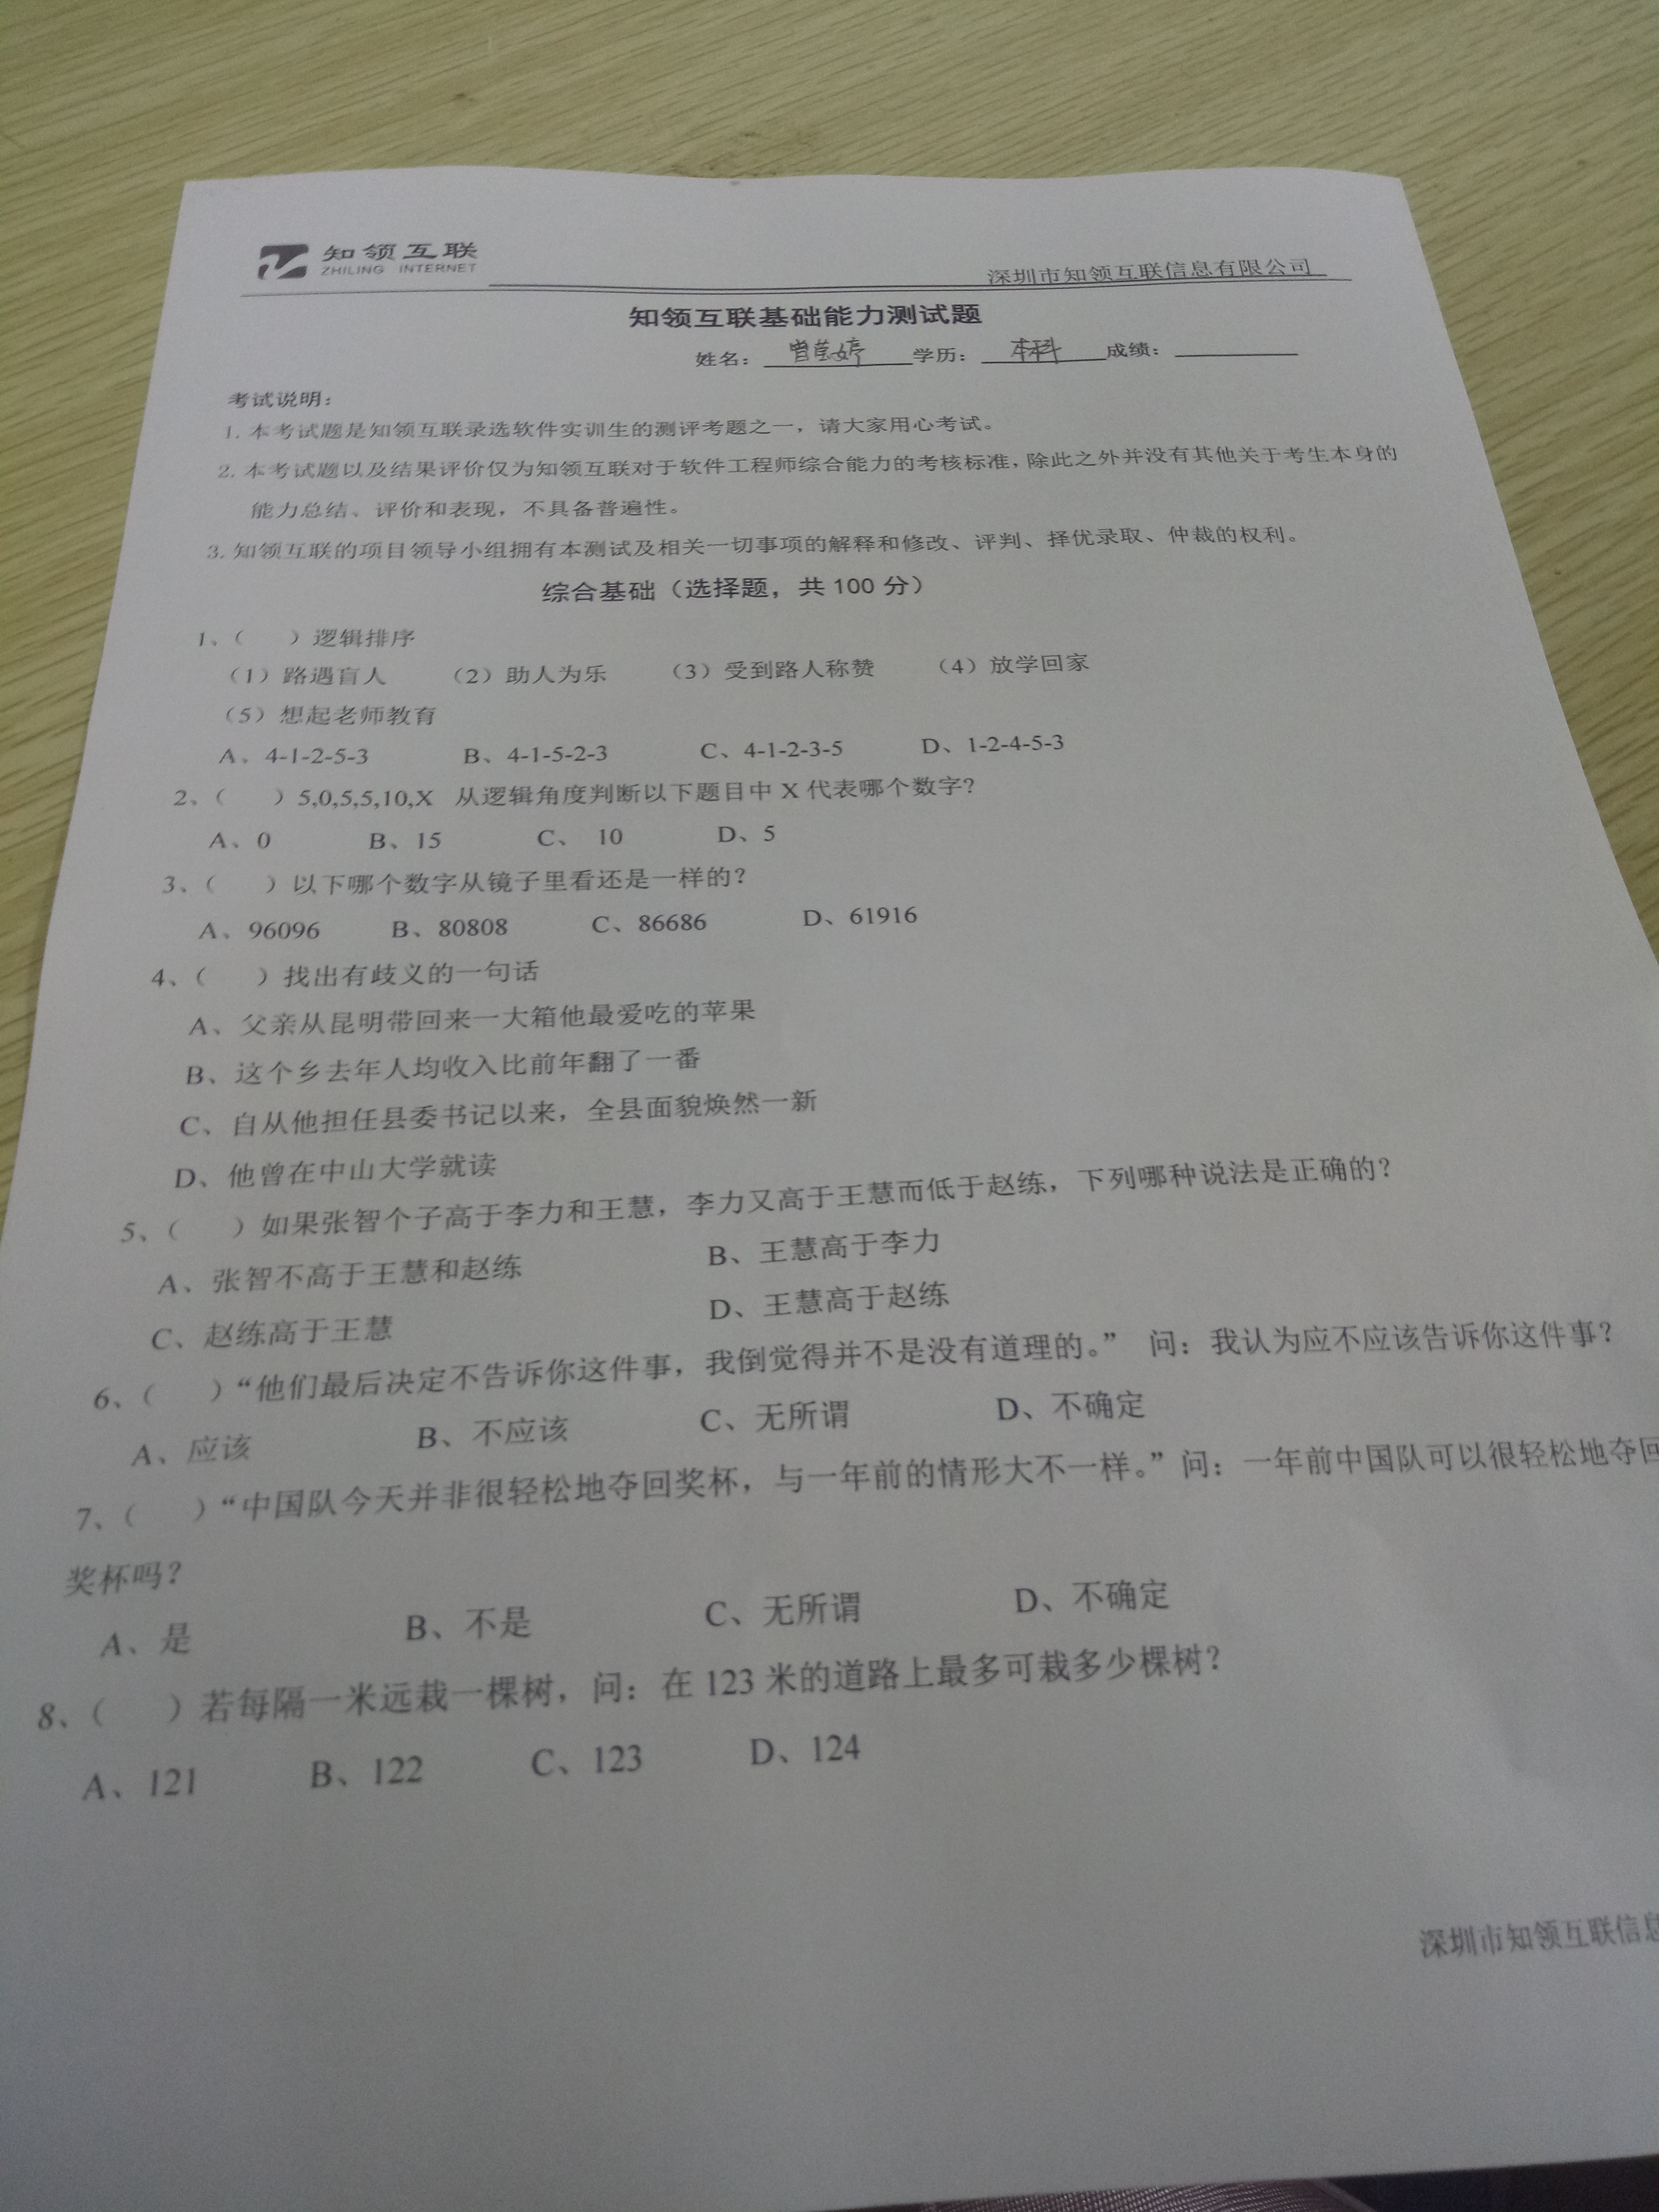 知领互联
ZHILING INTERNET
深圳市知领互联信息有限公司
知领互联基础能力测试题
姓名：曾莹婷 学历：本科 成绩：
考试说明：
1. 本考试题是知领互联录选软件实训生的测评考题之一，请大家用心考试。
2. 本考试题以及结果评价仅为知领互联对于软件工程师综合能力的考核标准，除此之外并没有其他关于考生本身的
能力总结、评价和表现，不具备普遍性。
3. 知领互联的项目领导小组拥有本测试及相关一切事项的解释和修改、评判、择优录取、仲裁的权利。
综合基础（选择题，共 100 分）
1、（ ）逻辑排序
（1）路遇盲人 （2）助人为乐 （3）受到路人称赞 （4）放学回家
（5）想起老师教育
A、4-1-2-5-3 B、4-1-5-2-3 C、4-1-2-3-5 D、1-2-4-5-3
2、（ ）5,0,5,5,10,X 从逻辑角度判断以下题目中 X 代表哪个数字？
A、0 B、15 C、 10 D、5
3、（ ）以下哪个数字从镜子里看还是一样的？
A、96096 B、80808 C、86686 D、61916
4、（ ）找出有歧义的一句话
A、父亲从昆明带回来一大箱他最爱吃的苹果
B、这个乡去年人均收入比前年翻了一番
C、自从他担任县委书记以来，全县面貌焕然一新
D、他曾在中山大学就读
5、（ ）如果张智个子高于李力和王慧，李力又高于王慧而低于赵练，下列哪种说法是正确的？
A、张智不高于王慧和赵练 B、王慧高于李力
C、赵练高于王慧 D、王慧高于赵练
6、（ ）“他们最后决定不告诉你这件事，我倒觉得并不是没有道理的。” 问：我认为应不应该告诉你这件事？
A、应该 B、不应该 C、无所谓 D、不确定
7、（ ）“中国队今天并非很轻松地夺回奖杯，与一年前的情形大不一样。”问：一年前中国队可以很轻松地夺回
奖杯吗？
A、是 B、不是 C、无所谓 D、不确定
8、（ ）若每隔一米远栽一棵树，问：在 123 米的道路上最多可栽多少棵树？
A、121 B、122 C、123 D、124
深圳市知领互联信息